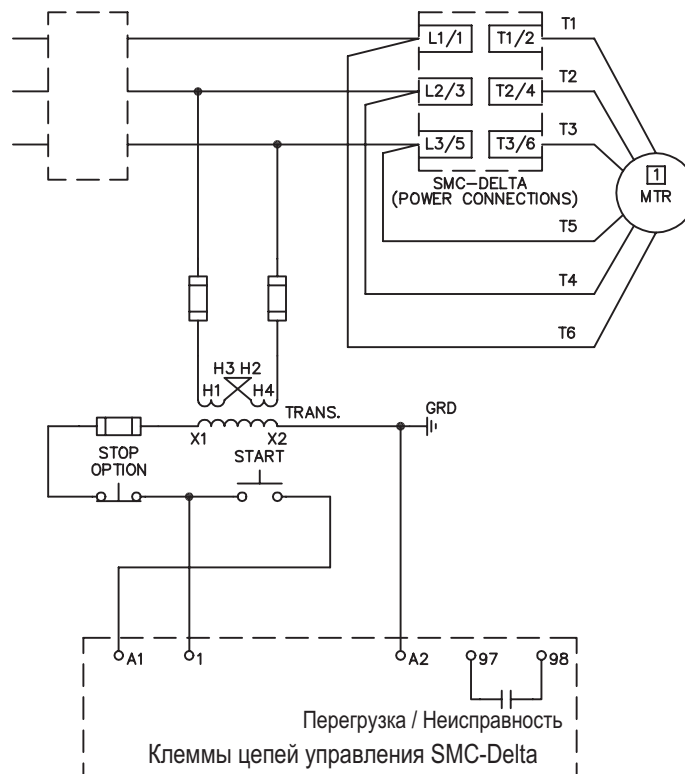 L1/1 T1/2 T1
L2/3 T2/4 T2
L3/5 T3/6 T3
1
MTR
SMC-DELTA
(POWER CONNECTIONS)
T5
T4
T6
H3 H2
H1 H4
TRANS.
GRD
X1 X2
STOP
OPTION
START
A1 1 A2 97 98
Перегрузка / Неисправность
Клеммы цепей управления SMC-Delta